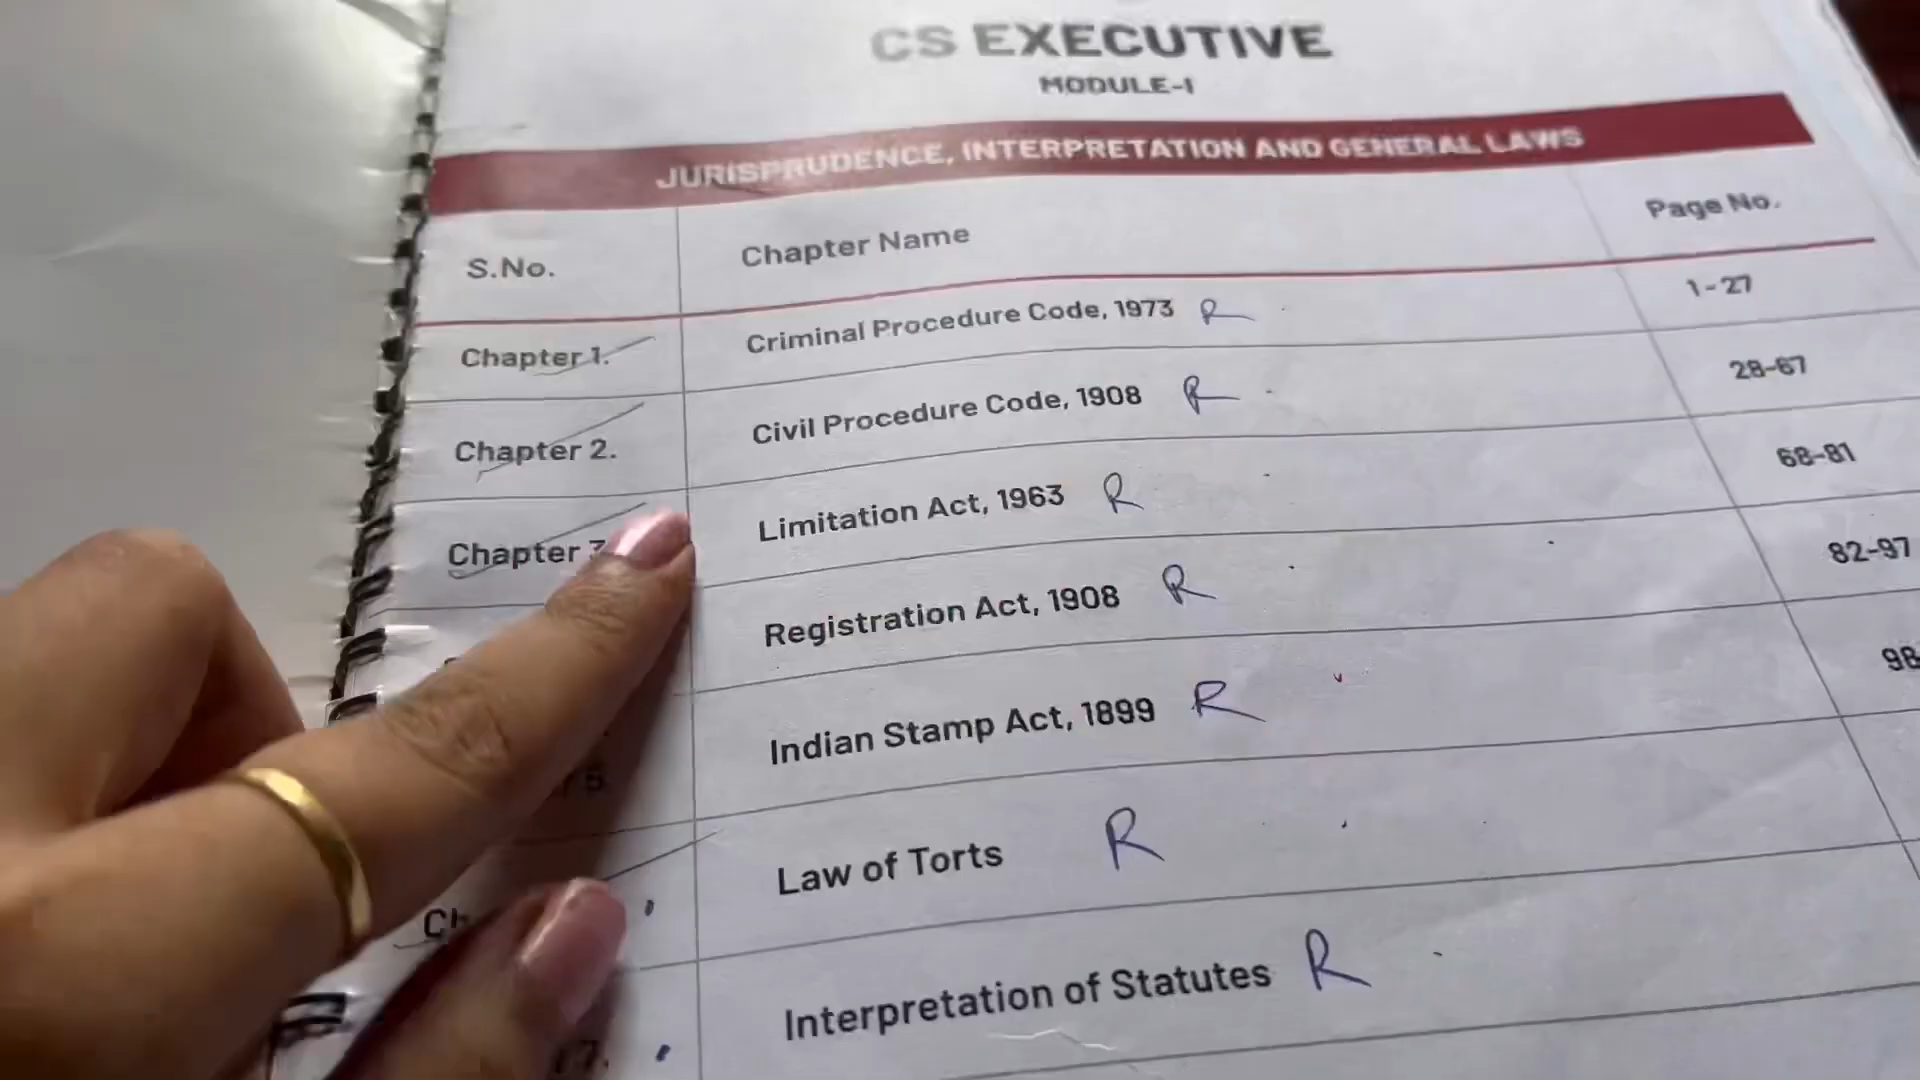 CS EXECUTIVE
MODULE-I
JURISPRUDENCE, INTERPRETATION AND GENERAL LAWS
S.No. Chapter Name Page No.
Chapter 1. Criminal Procedure Code, 1973 R 1-27
Chapter 2. Civil Procedure Code, 1908 R 28-67
Chapter Limitation Act, 1963 R 68-81
Registration Act, 1908 R 82-97
5. Indian Stamp Act, 1899 R 98-
Law of Torts R
7. Interpretation of Statutes R